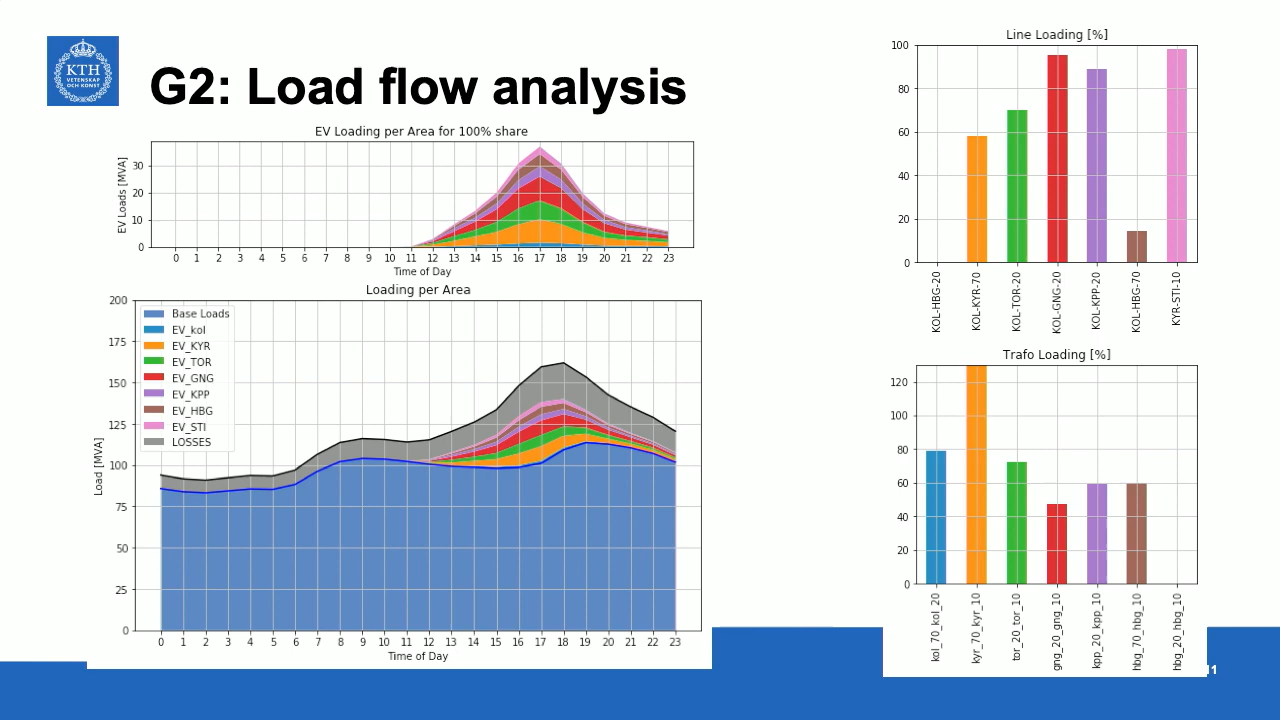 KTH
VETENSKAP
OCH KONST
G2: Load flow analysis
EV Loading per Area for 100% share
EV Loads [MVA]
30
20
10
0
0 1 2 3 4 5 6 7 8 9 10 11 12 13 14 15 16 17 18 19 20 21 22 23
Time of Day
Loading per Area
Load [MVA]
200
175
150
125
100
75
50
25
0
Base Loads
EV_kol
EV_KYR
EV_TOR
EV_GNG
EV_KPP
EV_HBG
EV_STI
LOSSES
0 1 2 3 4 5 6 7 8 9 10 11 12 13 14 15 16 17 18 19 20 21 22 23
Time of Day
Line Loading [%]
100
80
60
40
20
0
KOL-HBG-20
KOL-KYR-70
KOL-TOR-20
KOL-GNG-20
KOL-KPP-20
KOL-HBG-70
KYR-STI-10
Trafo Loading [%]
120
100
80
60
40
20
0
kol_70_kol_20
kyr_70_kyr_10
tor_20_tor_10
gng_20_gng_10
kpp_20_kpp_10
hbg_70_hbg_10
hbg_20_hbg_10
11